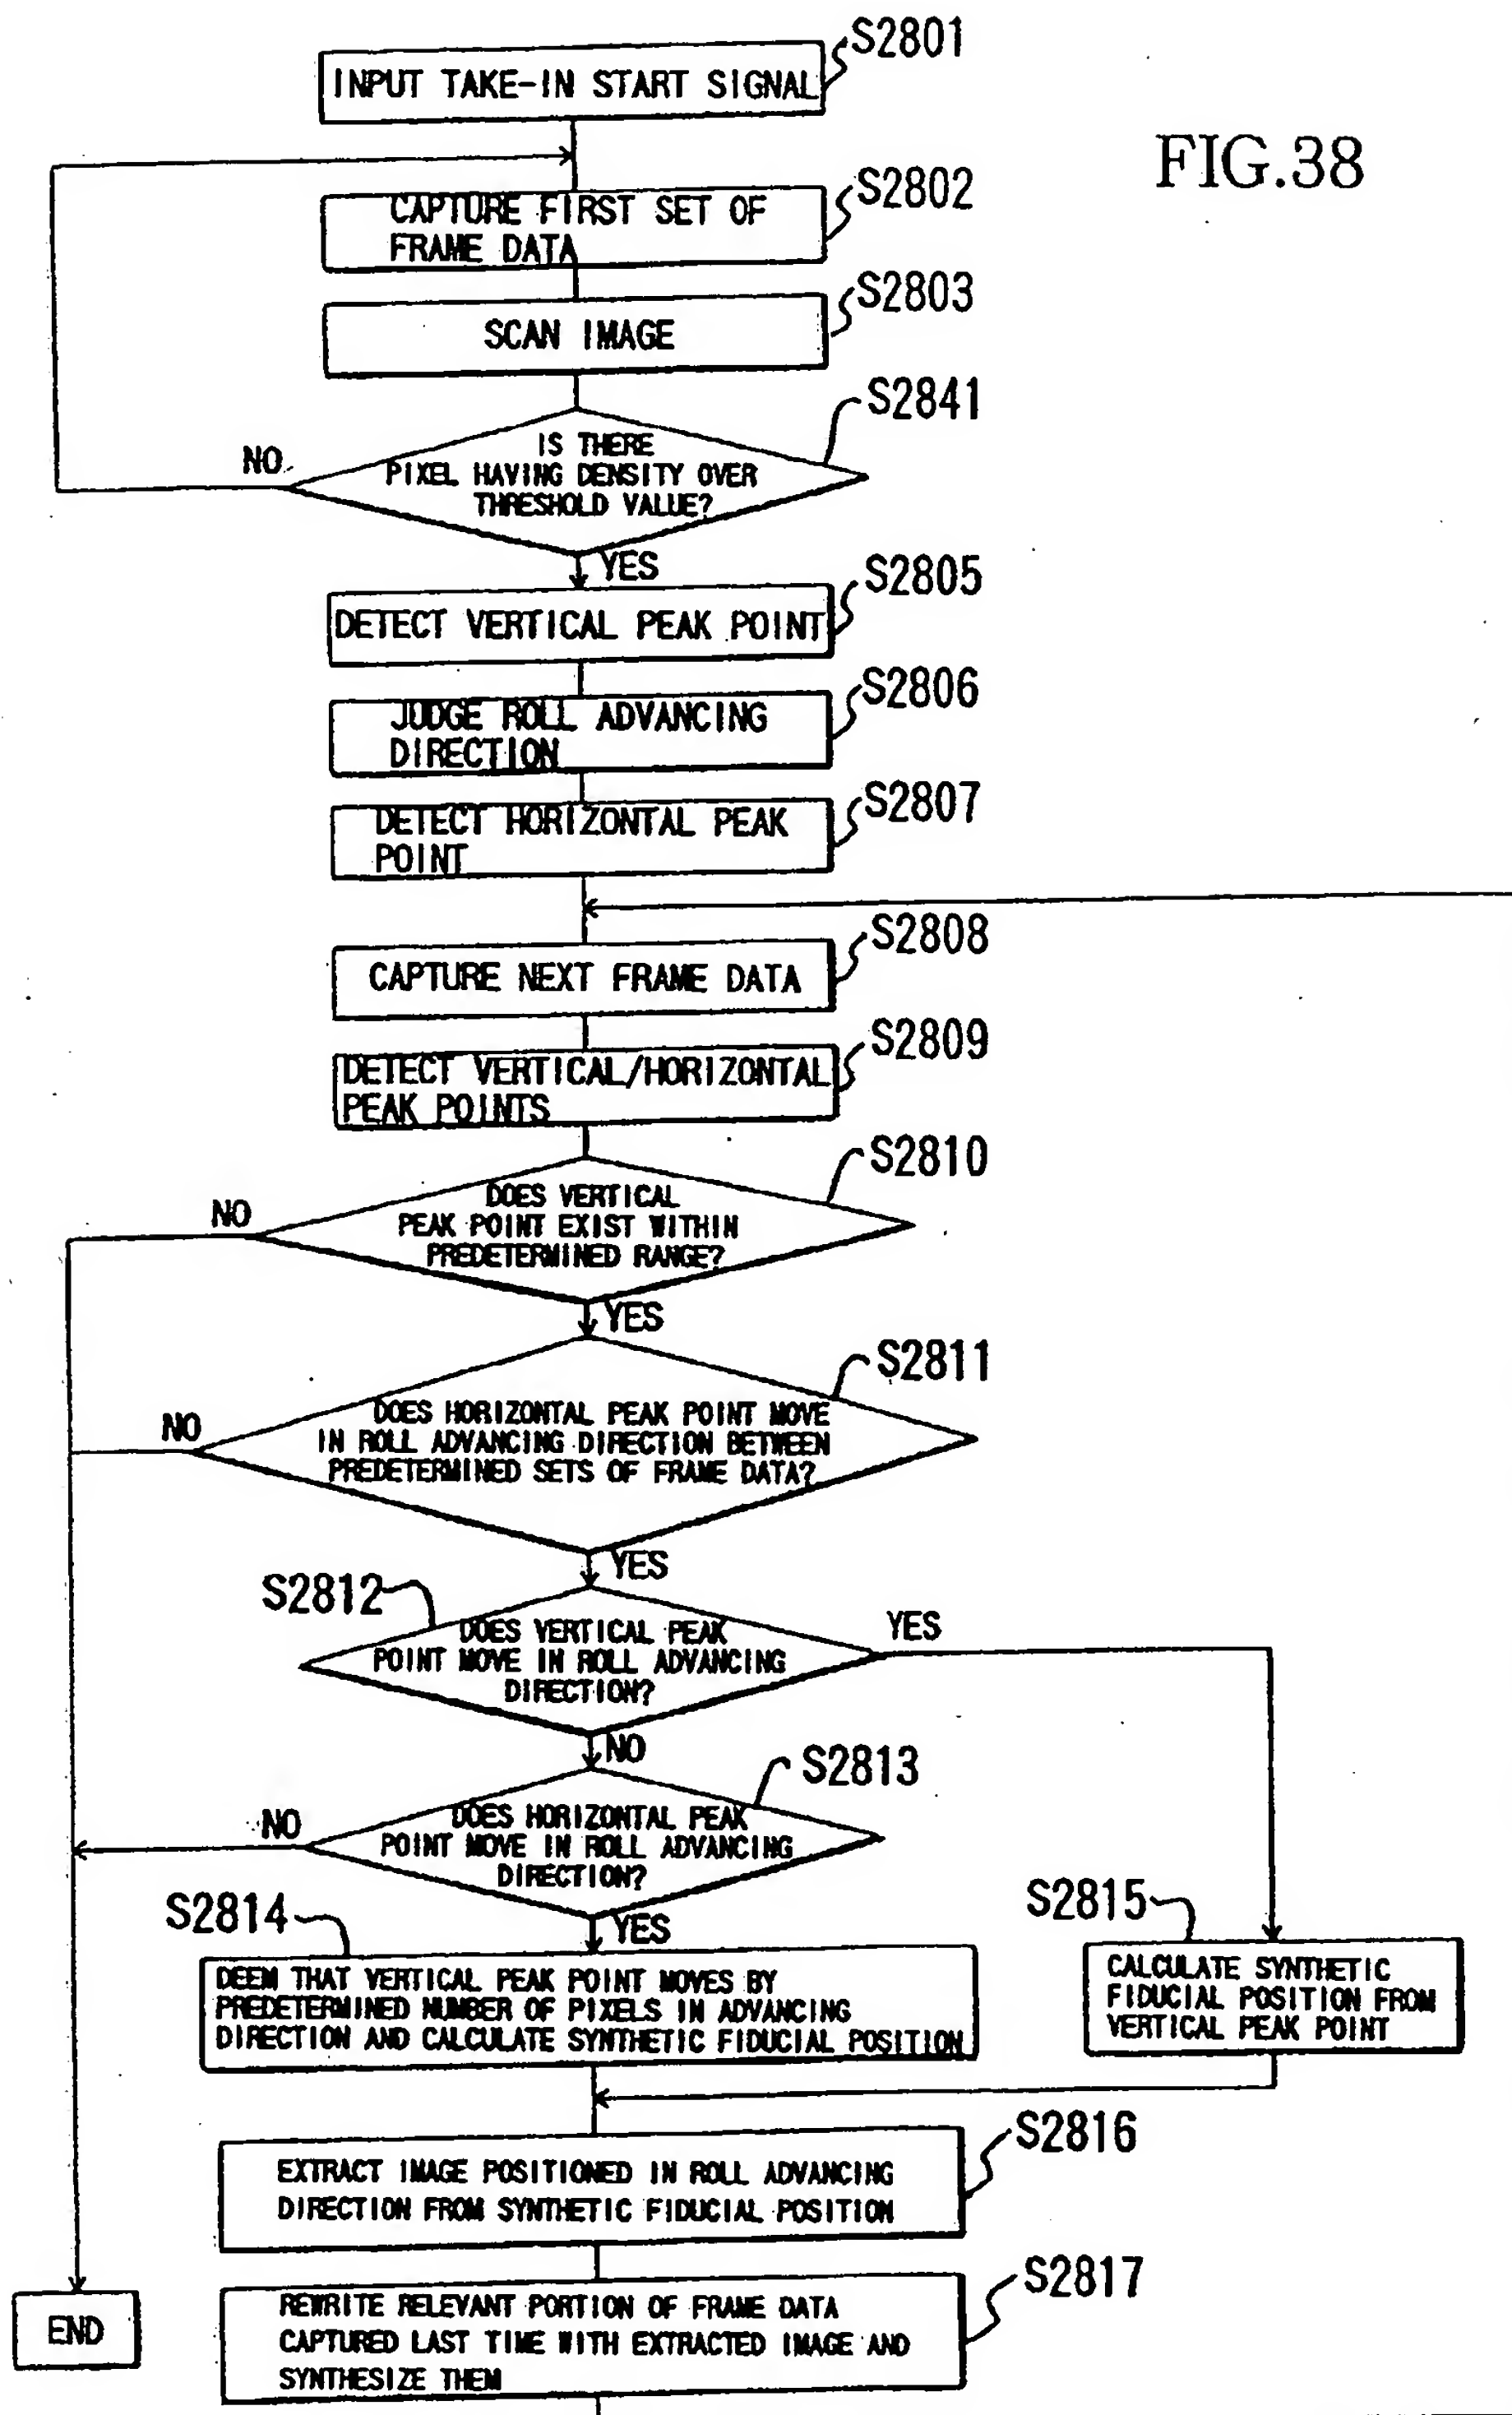 S2801
INPUT TAKE-IN START SIGNAL
FIG.38
S2802
CAPTURE FIRST SET OF
FRAME DATA
S2803
SCAN IMAGE
S2841
IS THERE
PIXEL HAVING DENSITY OVER
THRESHOLD VALUE?
NO
YES
S2805
DETECT VERTICAL PEAK POINT
S2806
JUDGE ROLL ADVANCING
DIRECTION
S2807
DETECT HORIZONTAL PEAK
POINT
S2808
CAPTURE NEXT FRAME DATA
S2809
DETECT VERTICAL/HORIZONTAL
PEAK POINTS
S2810
DOES VERTICAL
PEAK POINT EXIST WITHIN
PREDETERMINED RANGE?
NO
YES
S2811
DOES HORIZONTAL PEAK POINT MOVE
IN ROLL ADVANCING DIRECTION BETWEEN
PREDETERMINED SETS OF FRAME DATA?
NO
YES
S2812
DOES VERTICAL PEAK
POINT MOVE IN ROLL ADVANCING
DIRECTION?
YES
NO
S2813
DOES HORIZONTAL PEAK
POINT MOVE IN ROLL ADVANCING
DIRECTION?
NO
YES
S2814
DEEM THAT VERTICAL PEAK POINT MOVES BY
PREDETERMINED NUMBER OF PIXELS IN ADVANCING
DIRECTION AND CALCULATE SYNTHETIC FIDUCIAL POSITION
S2815
CALCULATE SYNTHETIC
FIDUCIAL POSITION FROM
VERTICAL PEAK POINT
S2816
EXTRACT IMAGE POSITIONED IN ROLL ADVANCING
DIRECTION FROM SYNTHETIC FIDUCIAL POSITION
S2817
REWRITE RELEVANT PORTION OF FRAME DATA
CAPTURED LAST TIME WITH EXTRACTED IMAGE AND
SYNTHESIZE THEM
END